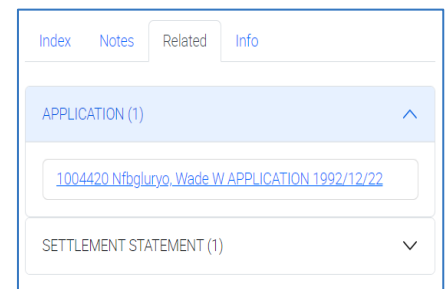 Index Notes Related Info
APPLICATION (1)
1004420 Nfbgluryo, Wade W APPLICATION 1992/12/22
SETTLEMENT STATEMENT (1)